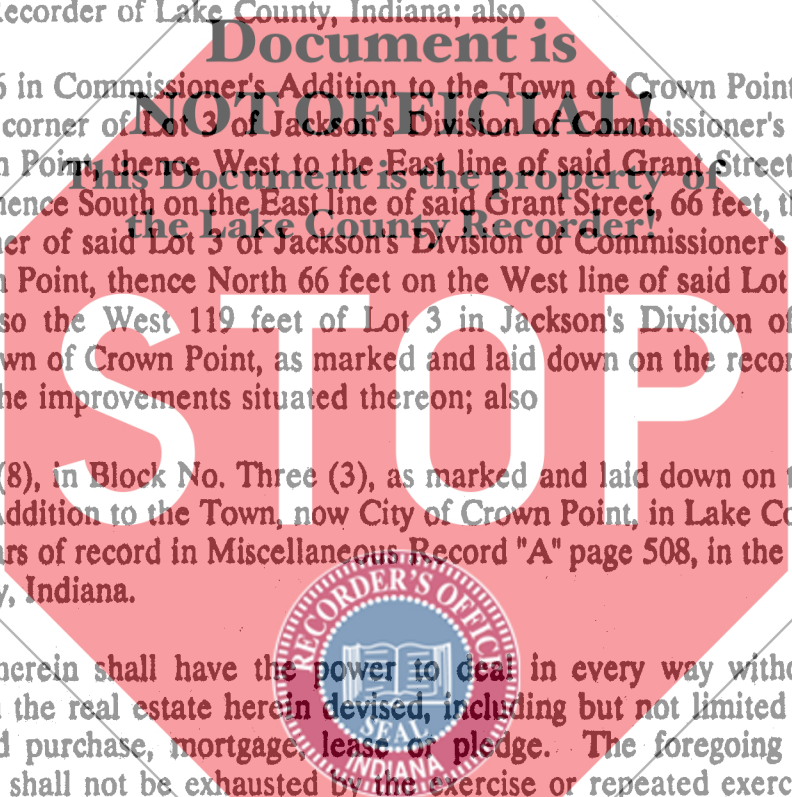 Recorder of Lake County, Indiana; also
Document is
6 in Commissioner's Addition to the Town of Crown Point
NOT OFFICIAL!
corner of Lot 3 of Jackson's Division of Commissioner's
n Point, thence West to the East line of said Grant Street
This Document is the property of
hence South on the East line of said Grant Street, 66 feet, t
the Lake County Recorder!
er of said Lot 3 of Jackson's Division of Commissioner's
n Point, thence North 66 feet on the West line of said Lot
so the West 119 feet of Lot 3 in Jackson's Division of
wn of Crown Point, as marked and laid down on the recor
he improvements situated thereon; also
STOP
(8), in Block No. Three (3), as marked and laid down on t
Addition to the Town, now City of Crown Point, in Lake Co
ars of record in Miscellaneous Record "A" page 508, in the
y, Indiana.
RECORDER'S OFFICE
herein shall have the power to deal in every way witho
the real estate herein devised, including but not limited
SEAL
d purchase, mortgage, lease or pledge. The foregoing
INDIANA
shall not be exhausted by the exercise or repeated exerc